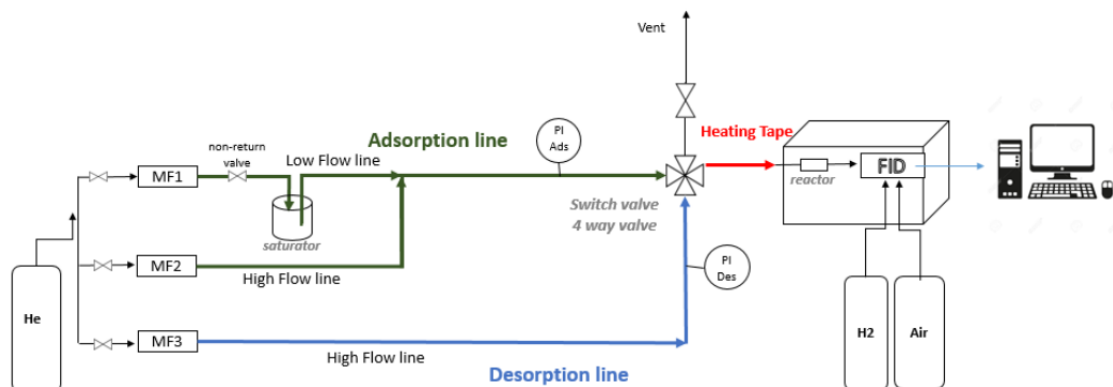 Vent
Adsorption line
PI
Ads
Heating Tape
non-return
valve
Low Flow line
MF1
FID
reactor
saturator
Switch valve
4 way valve
MF2
High Flow line
PI
Des
He
H2
Air
MF3
High Flow line
Desorption line